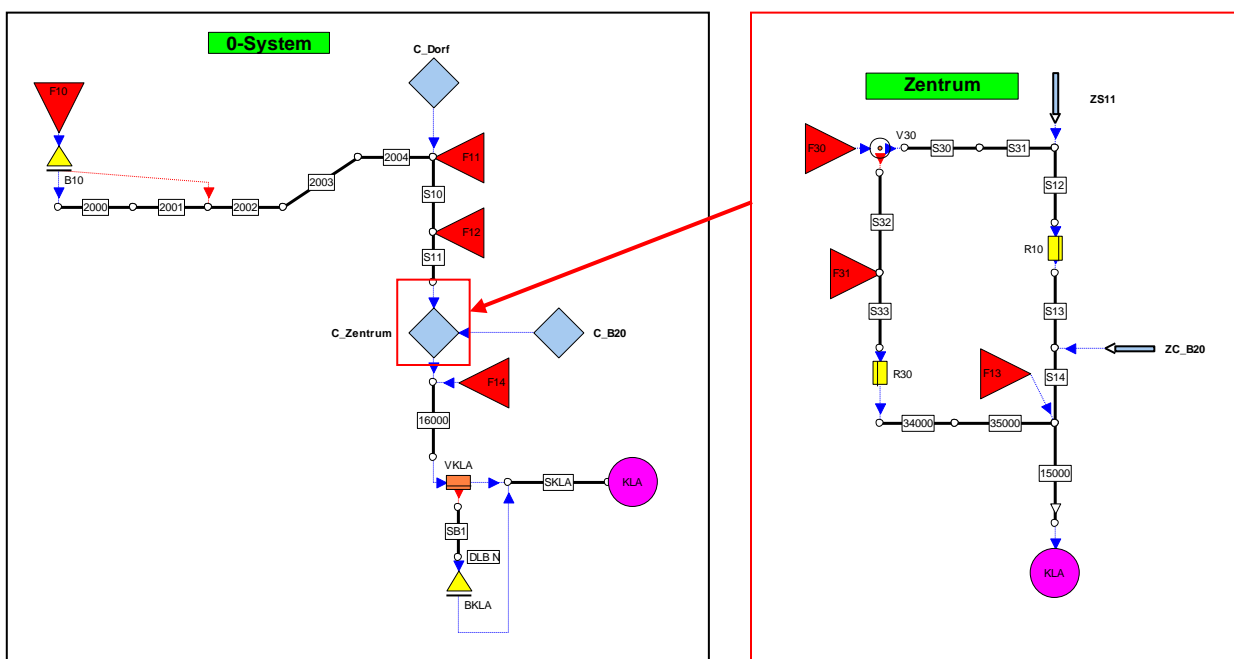 0-System
C_Dorf
F10
B10
2000
2001
2002
2003
2004
F11
S10
F12
S11
C_Zentrum
C_B20
F14
16000
VKLA
SKLA
KLA
SB1
DLB N
BKLA
Zentrum
ZS11
F30
V30
S30
S31
S12
S32
R10
F31
S13
S33
ZC_B20
R30
F13
S14
34000
35000
15000
KLA